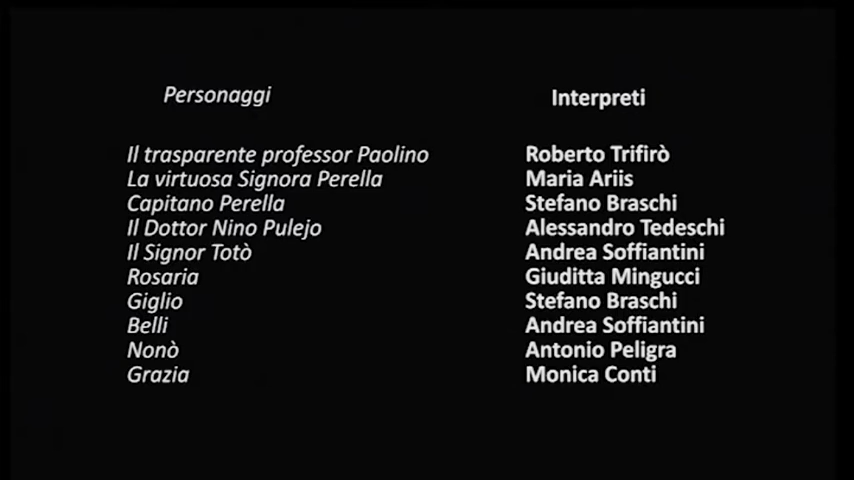 Personaggi Interpreti
Il trasparente professor Paolino Roberto Trifirò
La virtuosa Signora Perella Maria Ariis
Capitano Perella Stefano Braschi
Il Dottor Nino Pulejo Alessandro Tedeschi
Il Signor Totò Andrea Soffiantini
Rosaria Giuditta Mingucci
Giglio Stefano Braschi
Belli Andrea Soffiantini
Nonò Antonio Peligra
Grazia Monica Conti